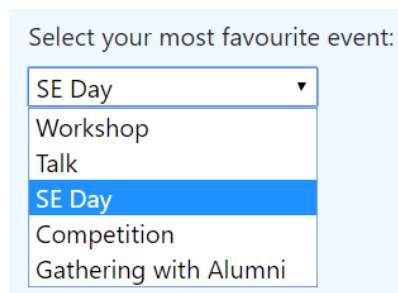 Select your most favourite event:
SE Day
Workshop
Talk
SE Day
Competition
Gathering with Alumni